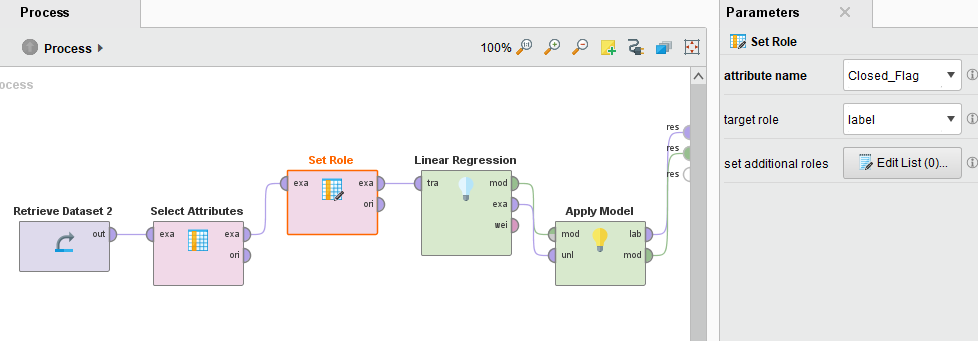 Process
Process
100%
ocess
res
res
res
Set Role
exa exa
ori
Linear Regression
tra mod
exa
wei
Retrieve Dataset 2
out
Select Attributes
exa exa
ori
Apply Model
mod lab
unl mod
Parameters
Set Role
attribute name Closed_Flag
target role label
set additional roles Edit List (0)...